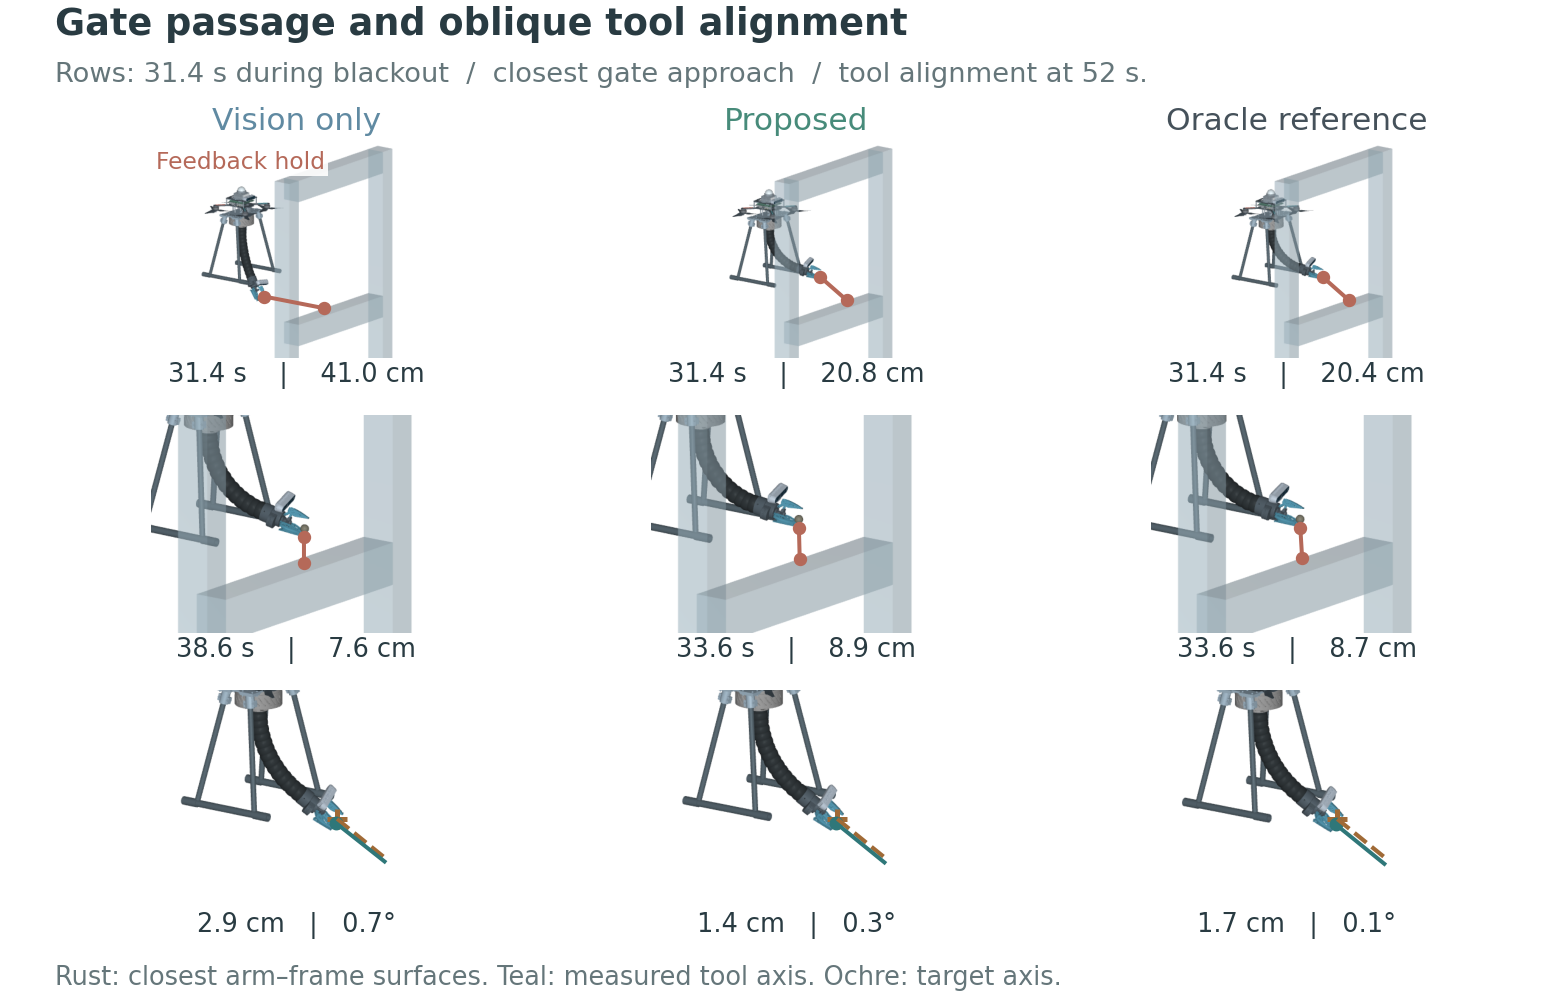 Gate passage and oblique tool alignment
Rows: 31.4 s during blackout / closest gate approach / tool alignment at 52 s.
Vision only Proposed Oracle reference
Feedback hold
31.4 s | 41.0 cm 31.4 s | 20.8 cm 31.4 s | 20.4 cm
38.6 s | 7.6 cm 33.6 s | 8.9 cm 33.6 s | 8.7 cm
2.9 cm | 0.7° 1.4 cm | 0.3° 1.7 cm | 0.1°
Rust: closest arm–frame surfaces. Teal: measured tool axis. Ochre: target axis.